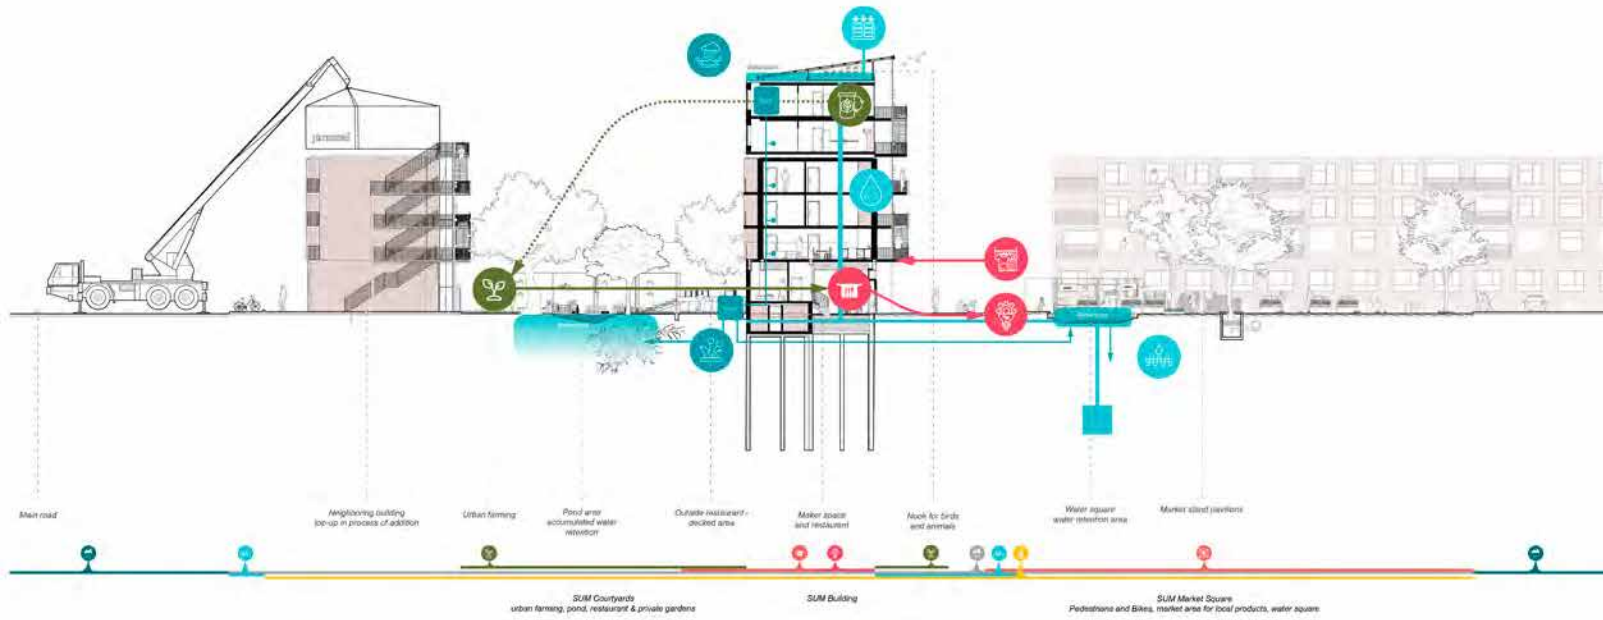 Main road
Neighboring building
top-up in process of addition
Urban farming
Pond area
accumulated water
retention
Outside restaurant -
decked area
Maker space
and restaurant
Nook for birds
and animals
Water square
water retention area
Market stand pavilions
SUM Courtyards
urban farming, pond, restaurant & private gardens
SUM Building
SUM Market Square
Pedestrians and Bikes, market area for local products, water square